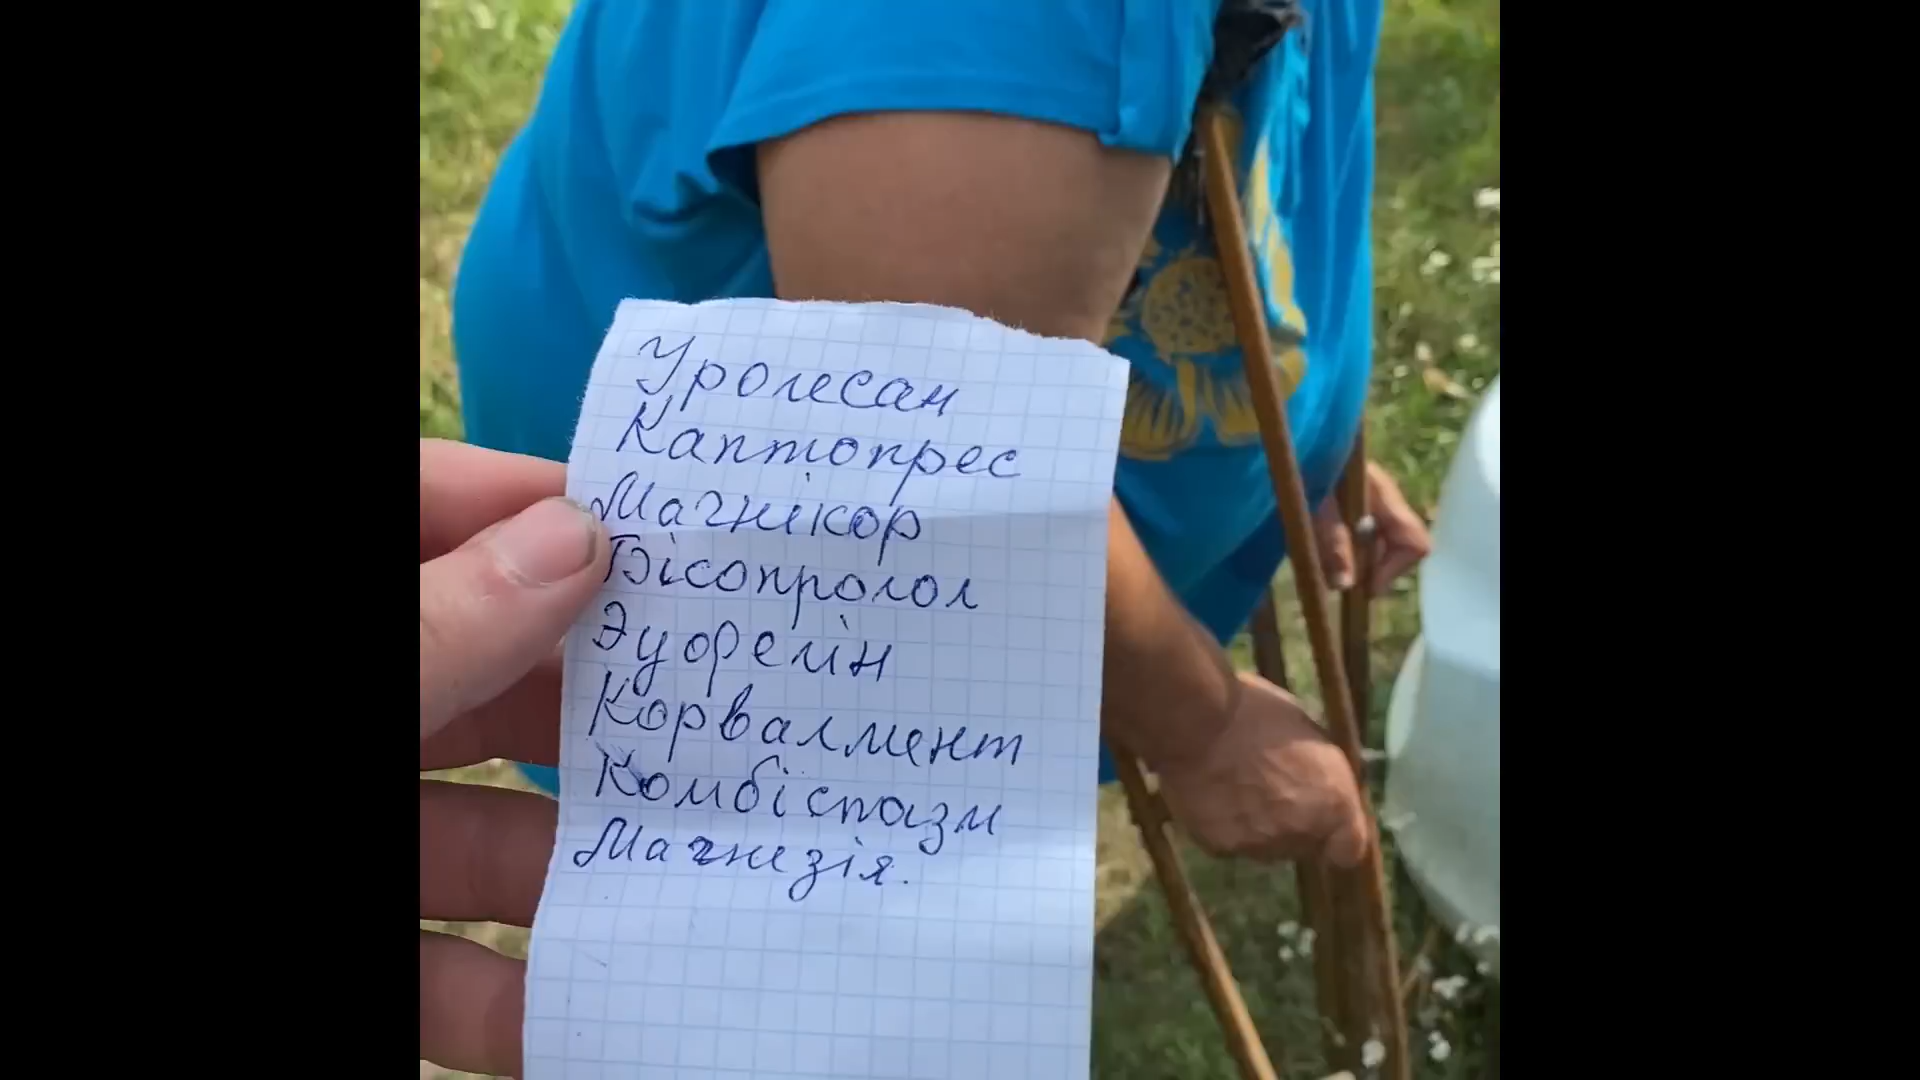 Уролесан
Каптопрес
Магнікор
Бісопролол
Эуфелін
Корвалмент
Комбіспазм
Магнезія.